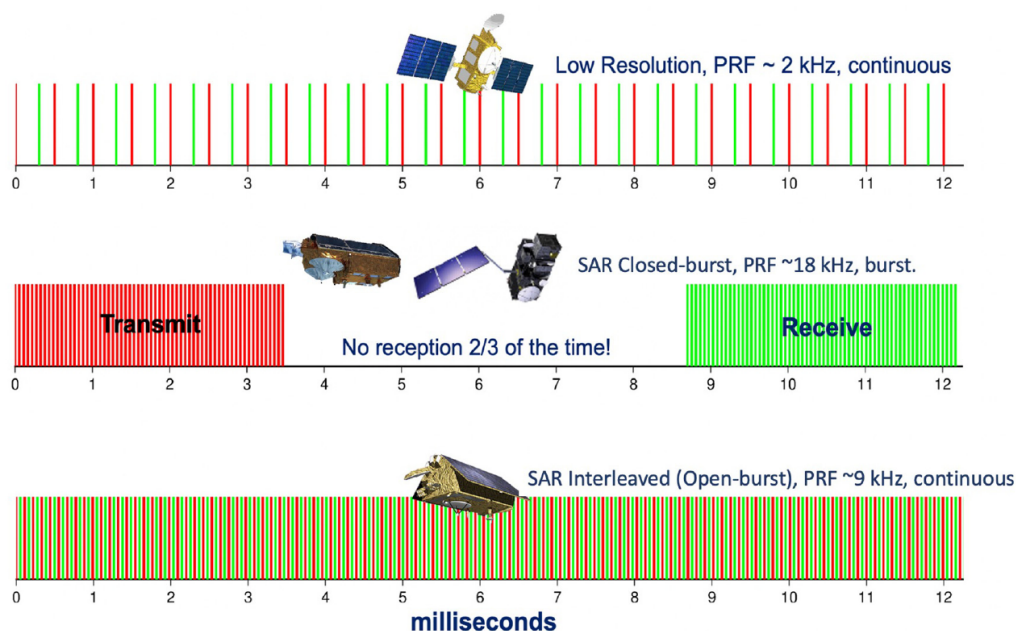 Low Resolution, PRF ~ 2 kHz, continuous
0 1 2 3 4 5 6 7 8 9 10 11 12
SAR Closed-burst, PRF ~18 kHz, burst.
Transmit
Receive
No reception 2/3 of the time!
0 1 2 3 4 5 6 7 8 9 10 11 12
SAR Interleaved (Open-burst), PRF ~9 kHz, continuous
0 1 2 3 4 5 6 7 8 9 10 11 12
milliseconds